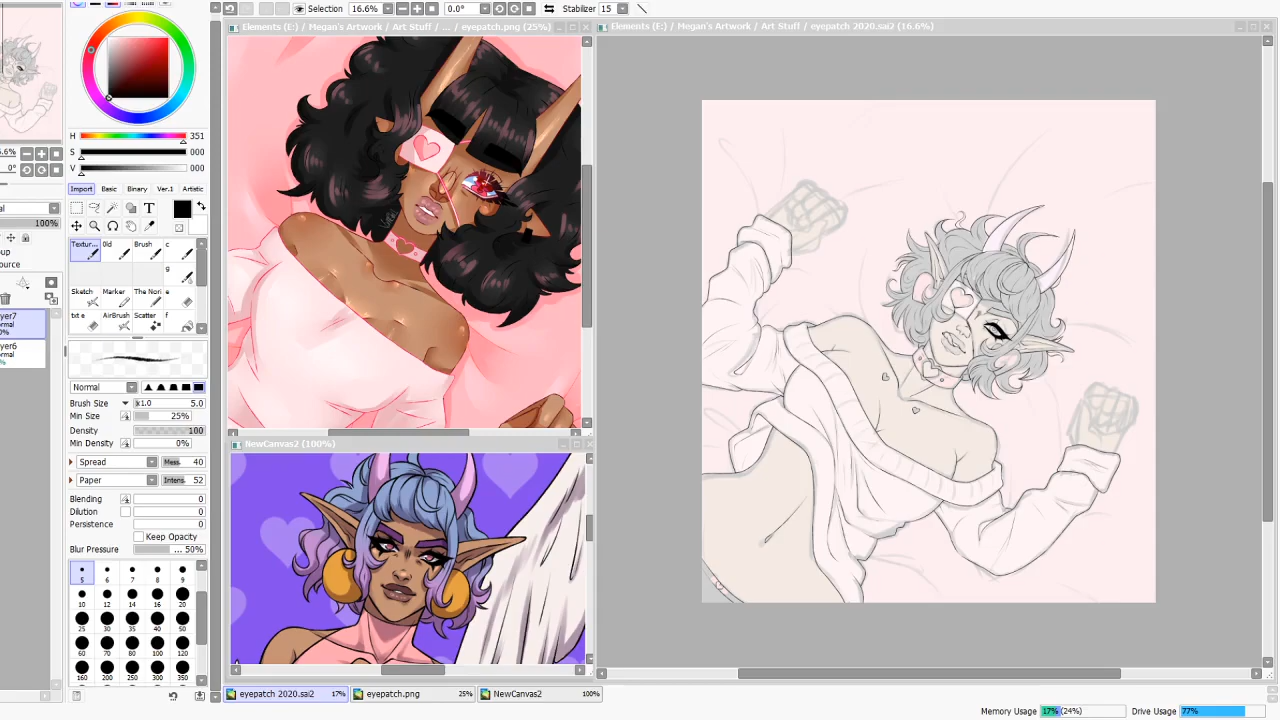 Selection 16.6% 0.0° Stabilizer 15
Elements (E:) / Megan's Artwork / Art Stuff / ... / eyepatch.png (25%)
Elements (E:) / Megan's Artwork / Art Stuff / eyepatch 2020.sai2 (16.6%)
H 351
S 000
V 000
Import Basic Binary Ver.1 Artistic
T
100%
Textur... Old Brush c
g
Sketch Marker The Nori e
txt e AirBrush Scatter f
Normal
Brush Size x1.0 5.0
Min Size 25%
Density 100
Min Density 0%
Spread Mess. 40
Paper Intens. 52
Blending 0
Dilution 0
Persistence 0
Keep Opacity
Blur Pressure ... 50%
5 6 7 8 9
10 12 14 16 20
25 30 35 40 50
60 70 80 100 120
160 200 250 300 350
NewCanvas2 (100%)
eyepatch 2020.sai2 17% eyepatch.png 25% NewCanvas2 100%
Memory Usage 17% (24%) Drive Usage 77%